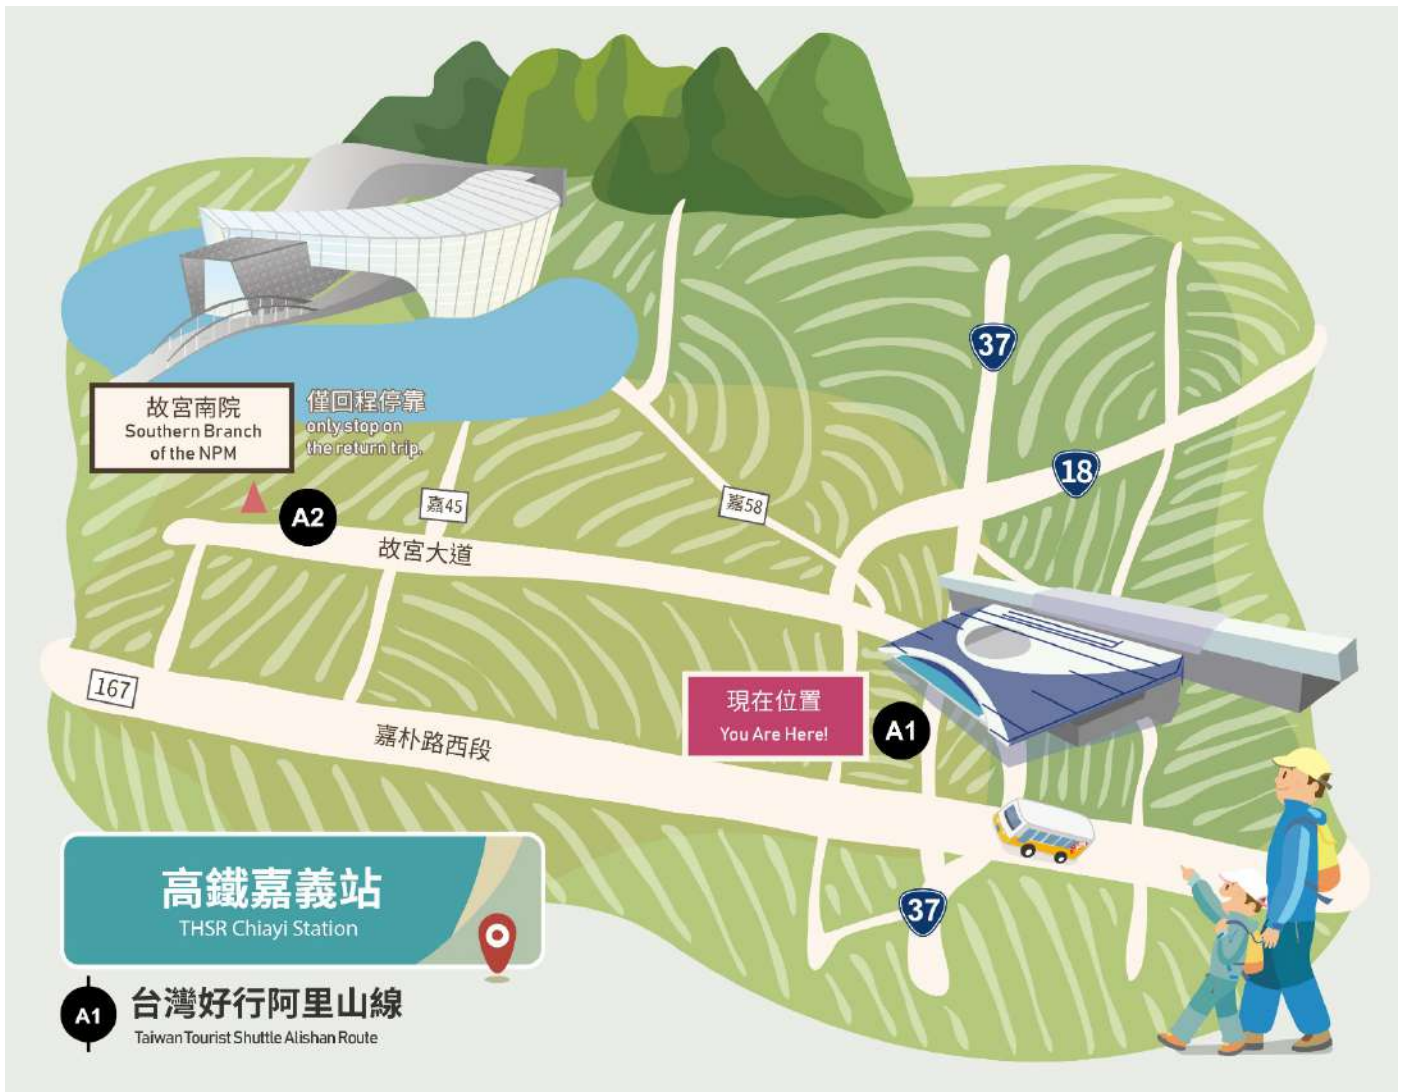 37
18
故宮南院
Southern Branch
of the NPM
僅回程停靠
only stop on
the return trip.
A2
嘉45
嘉58
故宮大道
167
嘉朴路西段
現在位置
You Are Here!
A1
37
高鐵嘉義站
THSR Chiayi Station
A1
台灣好行阿里山線
Taiwan Tourist Shuttle Alishan Route